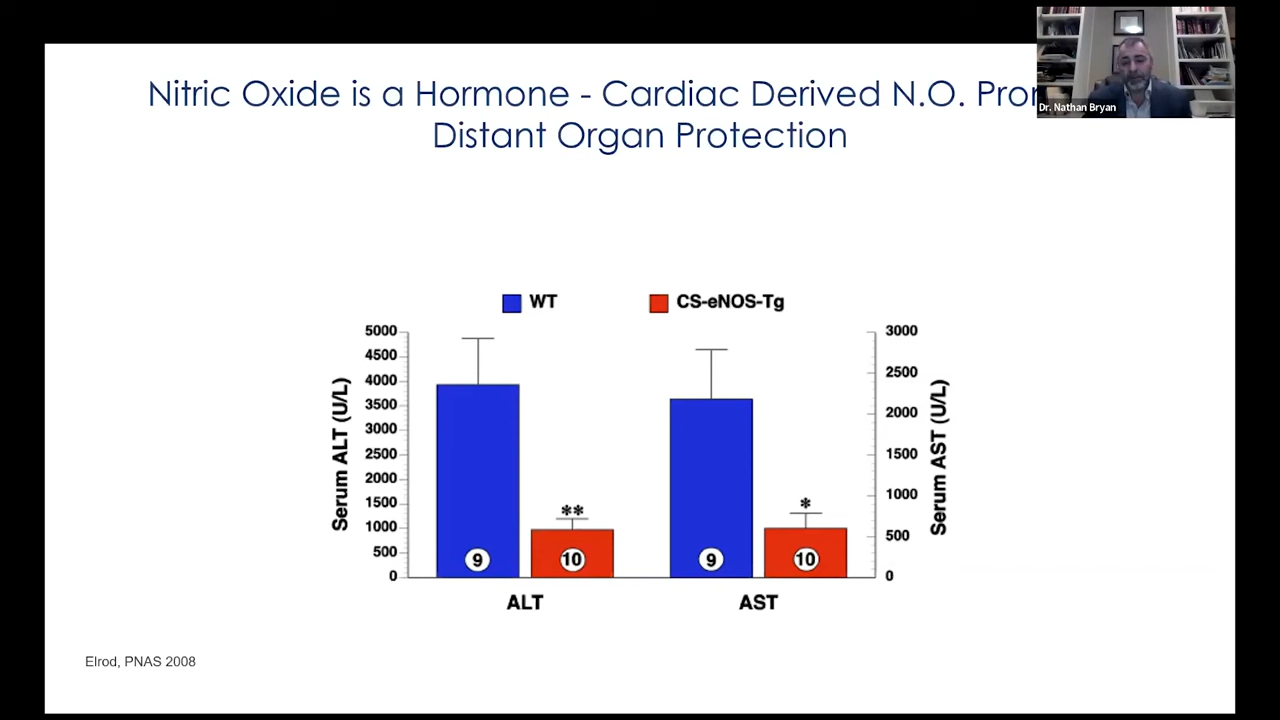 Nitric Oxide is a Hormone - Cardiac Derived N.O.
Distant Organ Protection
Dr. Nathan Bryan
WT
CS-eNOS-Tg
Serum ALT (U/L)
5000
4500
4000
3500
3000
2500
2000
1500
1000
500
0
9
**
10
9
*
10
3000
2500
2000
1500
1000
500
0
Serum AST (U/L)
ALT
AST
Elrod, PNAS 2008